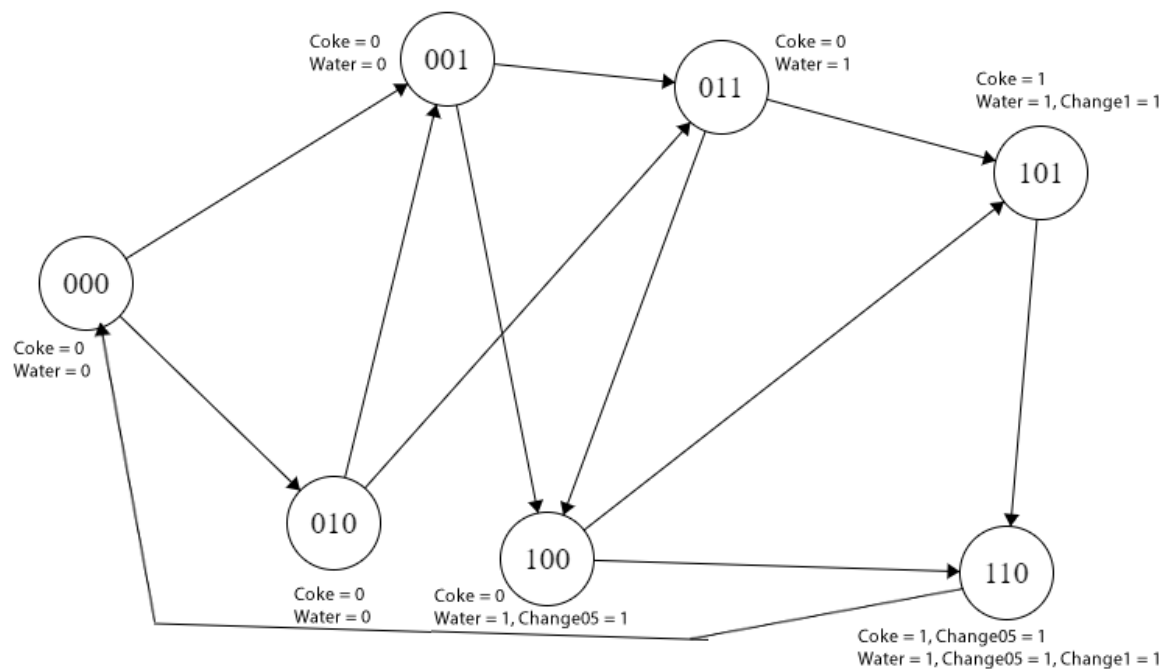 Coke = 0
Water = 0
001
Coke = 0
Water = 1
011
Coke = 1
Water = 1, Change1 = 1
101
000
Coke = 0
Water = 0
010
Coke = 0
Water = 0
100
Coke = 0
Water = 1, Change05 = 1
110
Coke = 1, Change05 = 1
Water = 1, Change05 = 1, Change1 = 1